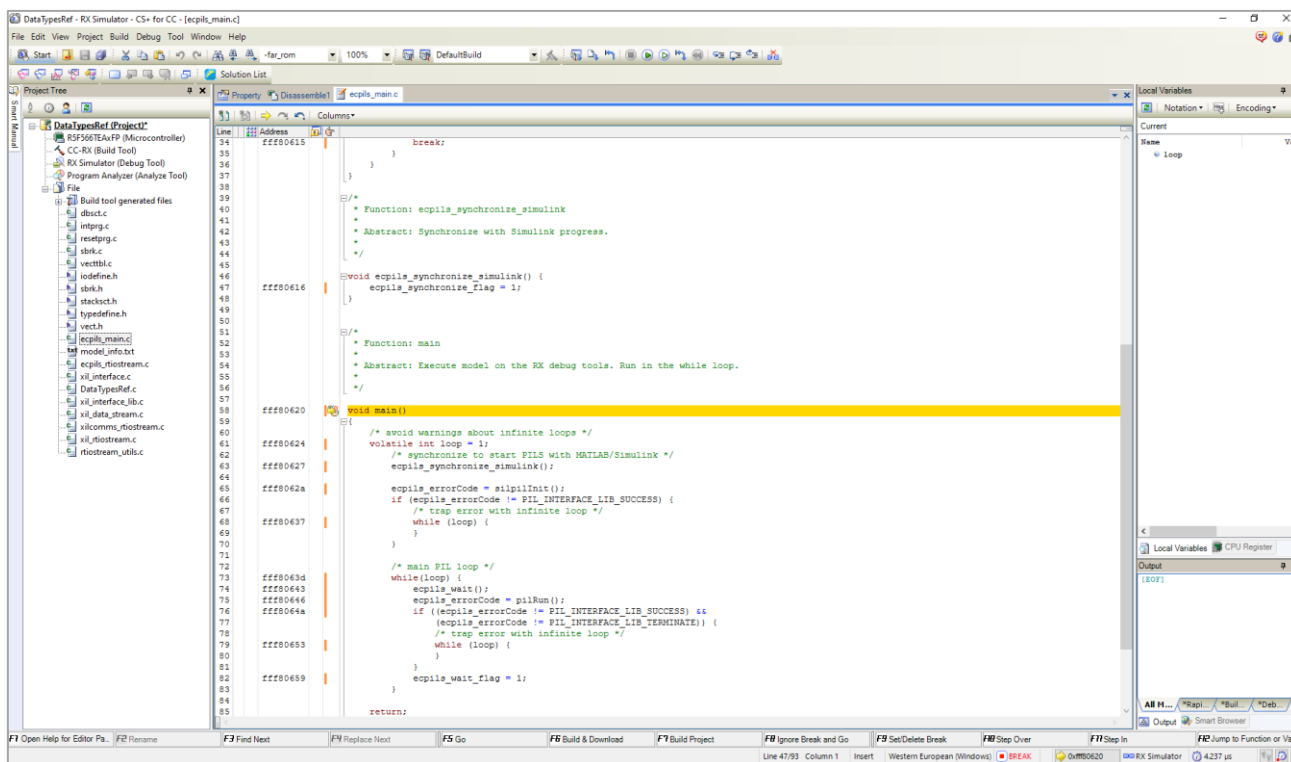 DataTypesRef - RX Simulator - CS+ for CC - [ecpils_main.c]
File Edit View Project Build Debug Tool Window Help
Start -far_rom 100% DefaultBuild
Solution List
Project Tree
Smart Manual
DataTypesRef (Project)*
R5F566TEAxFP (Microcontroller)
CC-RX (Build Tool)
RX Simulator (Debug Tool)
Program Analyzer (Analyze Tool)
File
Build tool generated files
dbsct.c
intprg.c
resetprg.c
sbrk.c
vecttbl.c
iodefine.h
sbrk.h
stacksct.h
typedefine.h
vect.h
ecpils_main.c
model_info.txt
ecpils_rtiostream.c
xil_interface.c
DataTypesRef.c
xil_interface_lib.c
xil_data_stream.c
xilcomms_rtiostream.c
xil_rtiostream.c
rtiostream_utils.c
Property Disassemble1 ecpils_main.c
Columns
Line Address
34 fff80615 break;
35 }
36 }
37 }
38
39 /*
40 * Function: ecpils_synchronize_simulink
41 *
42 * Abstract: Synchronize with Simulink progress.
43 *
44 */
45
46 void ecpils_synchronize_simulink() {
47 fff80616 ecpils_synchronize_flag = 1;
48 }
49
50
51 /*
52 * Function: main
53 *
54 * Abstract: Execute model on the RX debug tools. Run in the while loop.
55 *
56 */
57
58 fff80620 void main()
59 {
60 /* avoid warnings about infinite loops */
61 fff80624 volatile int loop = 1;
62 /* synchronize to start PILS with MATLAB/Simulink */
63 fff80627 ecpils_synchronize_simulink();
64
65 fff8062a ecpils_errorCode = silpilInit();
66 if (ecpils_errorCode != PIL_INTERFACE_LIB_SUCCESS) {
67 /* trap error with infinite loop */
68 fff80637 while (loop) {
69 }
70 }
71
72 /* main PIL loop */
73 fff8063d while(loop) {
74 fff80643 ecpils_wait();
75 fff80646 ecpils_errorCode = pilRun();
76 fff8064a if ((ecpils_errorCode != PIL_INTERFACE_LIB_SUCCESS) &&
77 (ecpils_errorCode != PIL_INTERFACE_LIB_TERMINATE)) {
78 /* trap error with infinite loop */
79 fff80653 while (loop) {
80 }
81 }
82 fff80659 ecpils_wait_flag = 1;
83 }
84
85 return;
Local Variables
Notation Encoding
Current
Name
loop
Local Variables CPU Register
Output
[EOF]
All M... *Rapi... *Buil... *Deb...
Output Smart Browser
F1 Open Help for Editor Pa.. F2 Rename F3 Find Next F4 Replace Next F5 Go F6 Build & Download F7 Build Project F8 Ignore Break and Go F9 Set/Delete Break F10 Step Over F11 Step In F12 Jump to Function or Va
Line 47/93 Column 1 Insert Western European (Windows) BREAK 0xfff80620 RX Simulator 4.237 µs